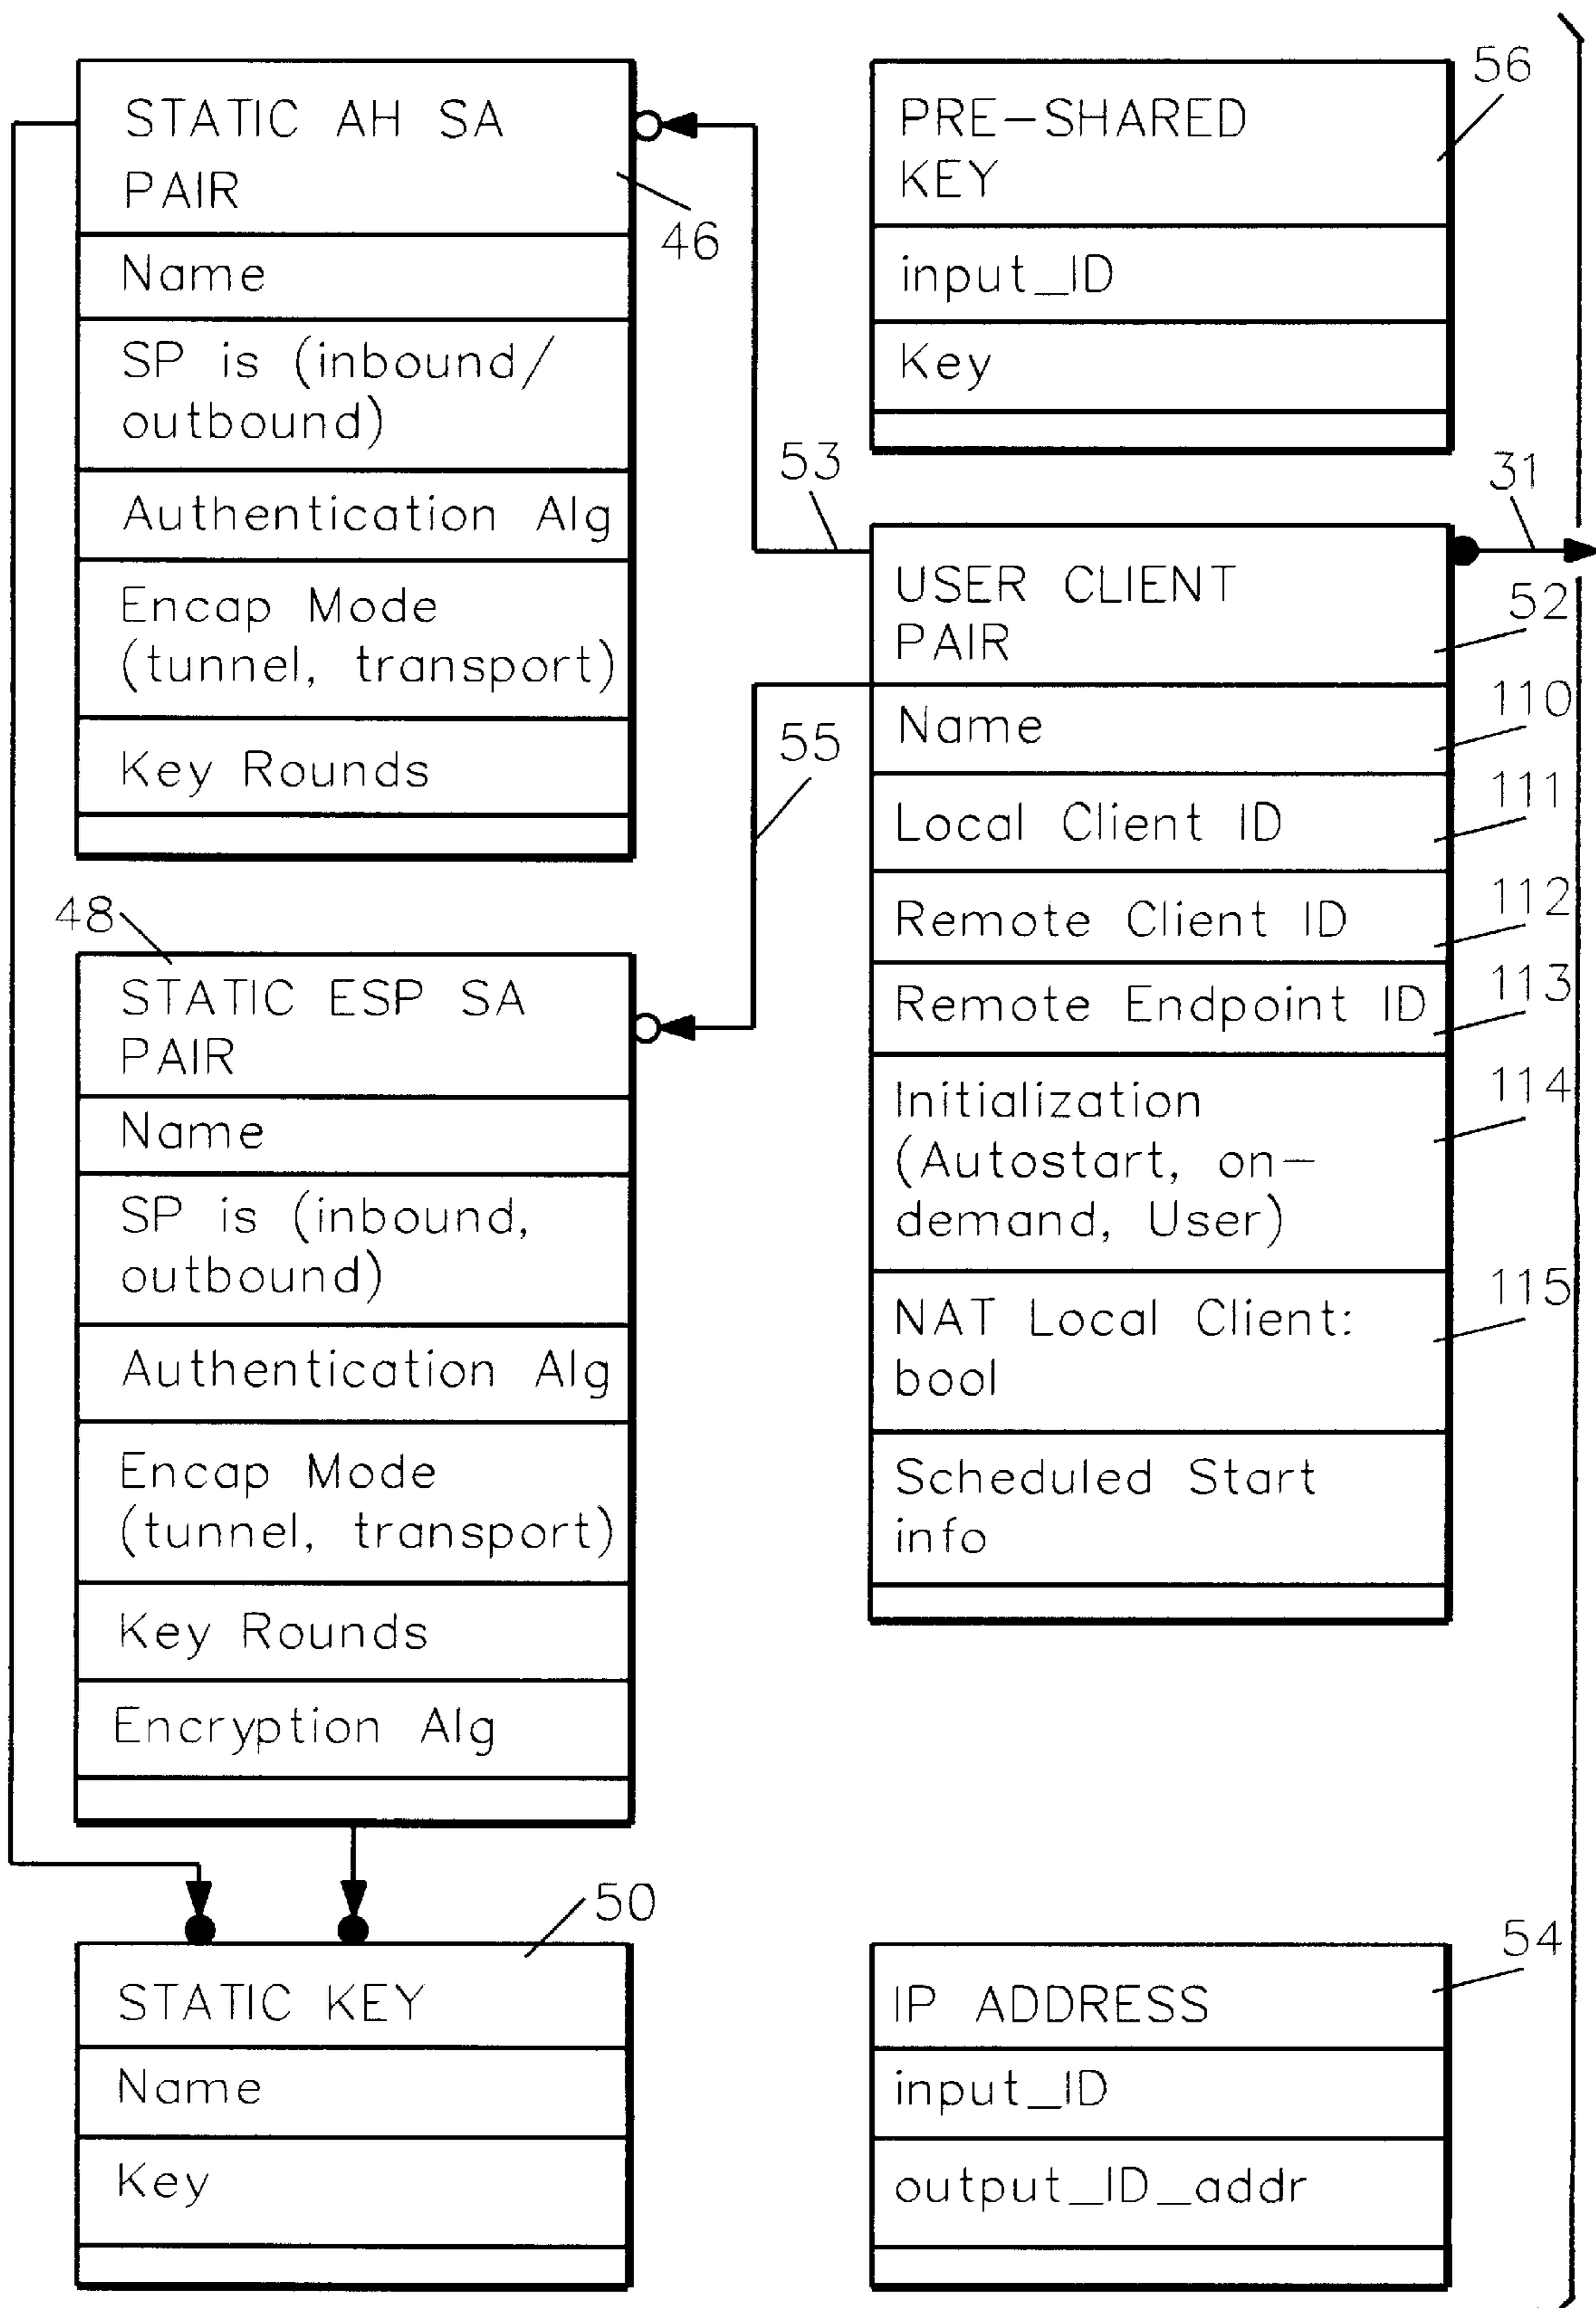 STATIC AH SA
PAIR
46
Name
SP is (inbound/
outbound)
Authentication Alg
Encap Mode
(tunnel, transport)
Key Rounds
48
STATIC ESP SA
PAIR
Name
SP is (inbound,
outbound)
Authentication Alg
Encap Mode
(tunnel, transport)
Key Rounds
Encryption Alg
50
STATIC KEY
Name
Key
56
PRE-SHARED
KEY
input_ID
Key
53
31
USER CLIENT
PAIR
52
55
Name
110
Local Client ID
111
Remote Client ID
112
Remote Endpoint ID
113
Initialization
(Autostart, on-
demand, User)
114
NAT Local Client:
bool
115
Scheduled Start
info
54
IP ADDRESS
input_ID
output_ID_addr